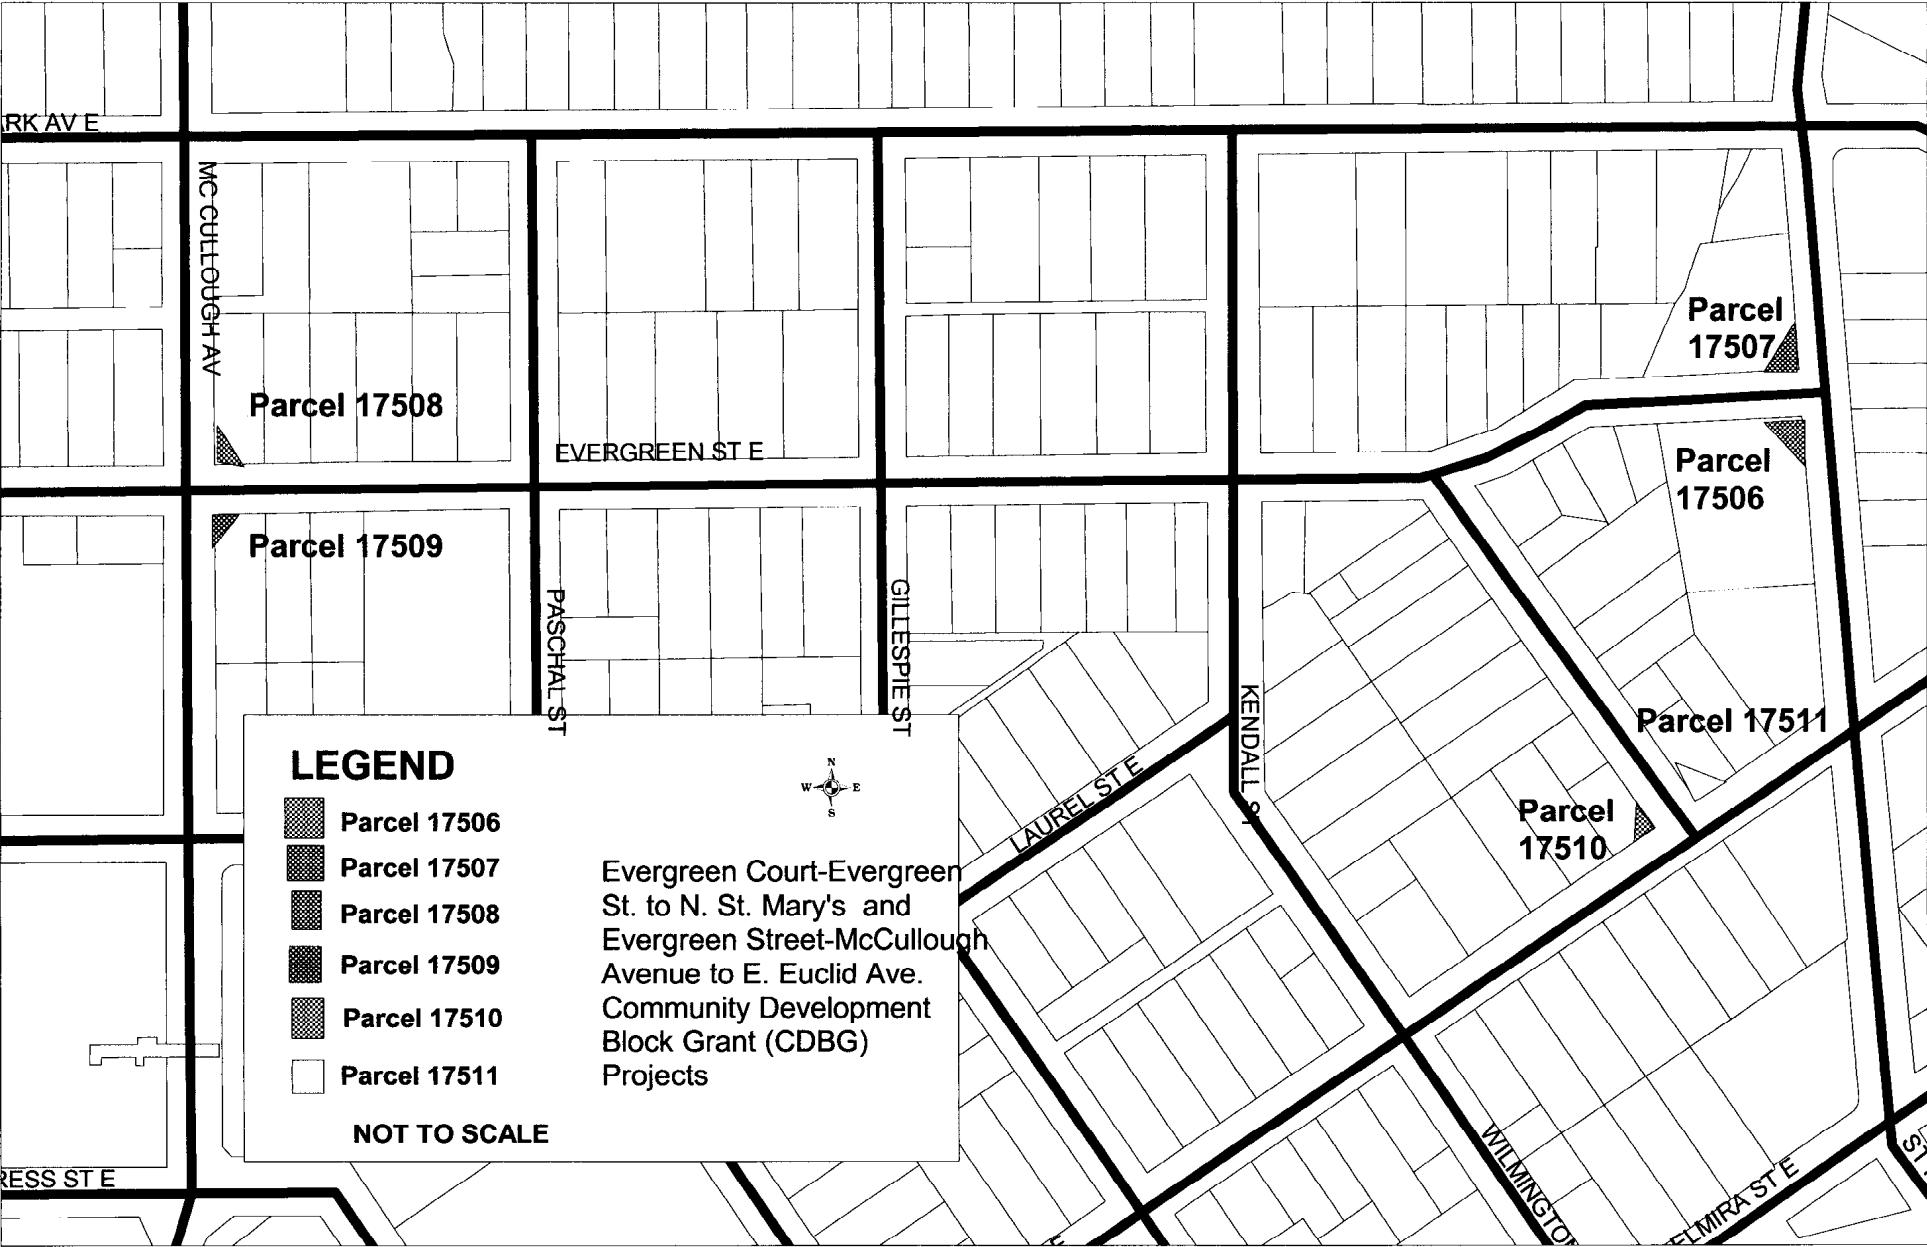 ARK AV E
MC CULLOUGH AV
Parcel
17507
Parcel 17508
EVERGREEN ST E
Parcel
17506
Parcel 17509
PASCHAL ST
GILLESPIE ST
KENDALL ST
Parcel 17511
LAUREL ST E
Parcel
17510
LEGEND
N
W E
S
Parcel 17506
Parcel 17507
Parcel 17508
Parcel 17509
Parcel 17510
Parcel 17511
NOT TO SCALE
Evergreen Court-Evergreen
St. to N. St. Mary's and
Evergreen Street-McCullough
Avenue to E. Euclid Ave.
Community Development
Block Grant (CDBG)
Projects
RESS ST E
WILMINGTON
ELMIRA ST E
ST